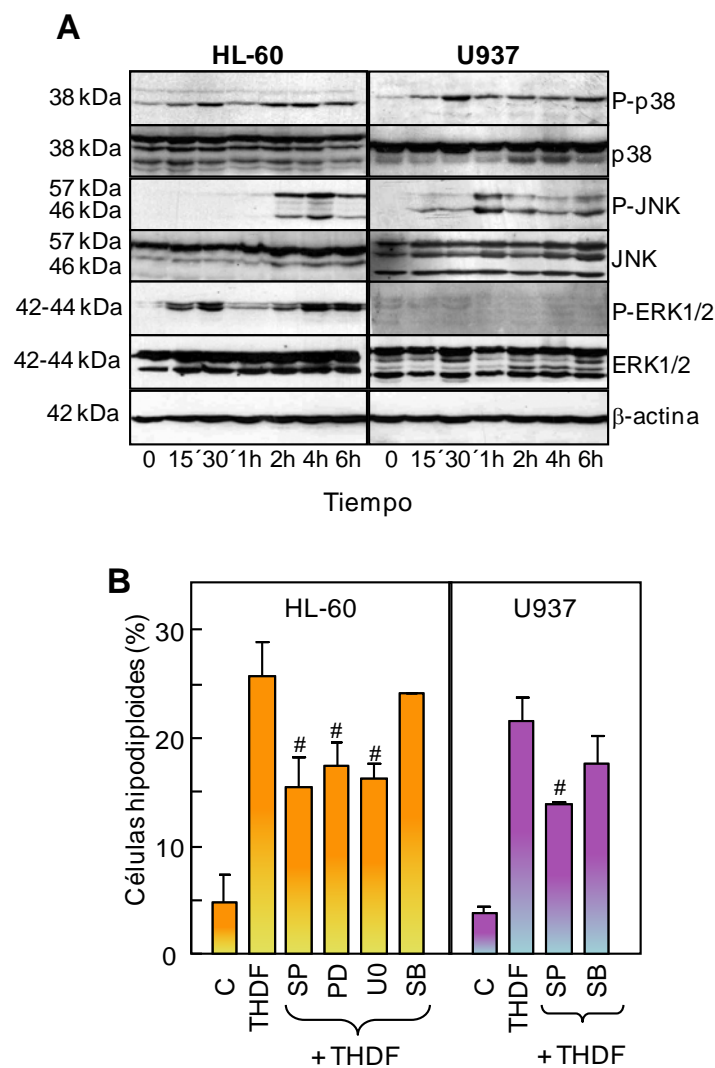 A
HL-60 U937
38 kDa P-p38
38 kDa p38
57 kDa
46 kDa P-JNK
57 kDa
46 kDa JNK
42-44 kDa P-ERK1/2
42-44 kDa ERK1/2
42 kDa β-actina
0 15´ 30´ 1h 2h 4h 6h 0 15´ 30´ 1h 2h 4h 6h
Tiempo
B
HL-60 U937
Células hipodiploides (%)
30
20
10
0
# # # #
C THDF SP PD U0 SB C THDF SP SB
+ THDF + THDF